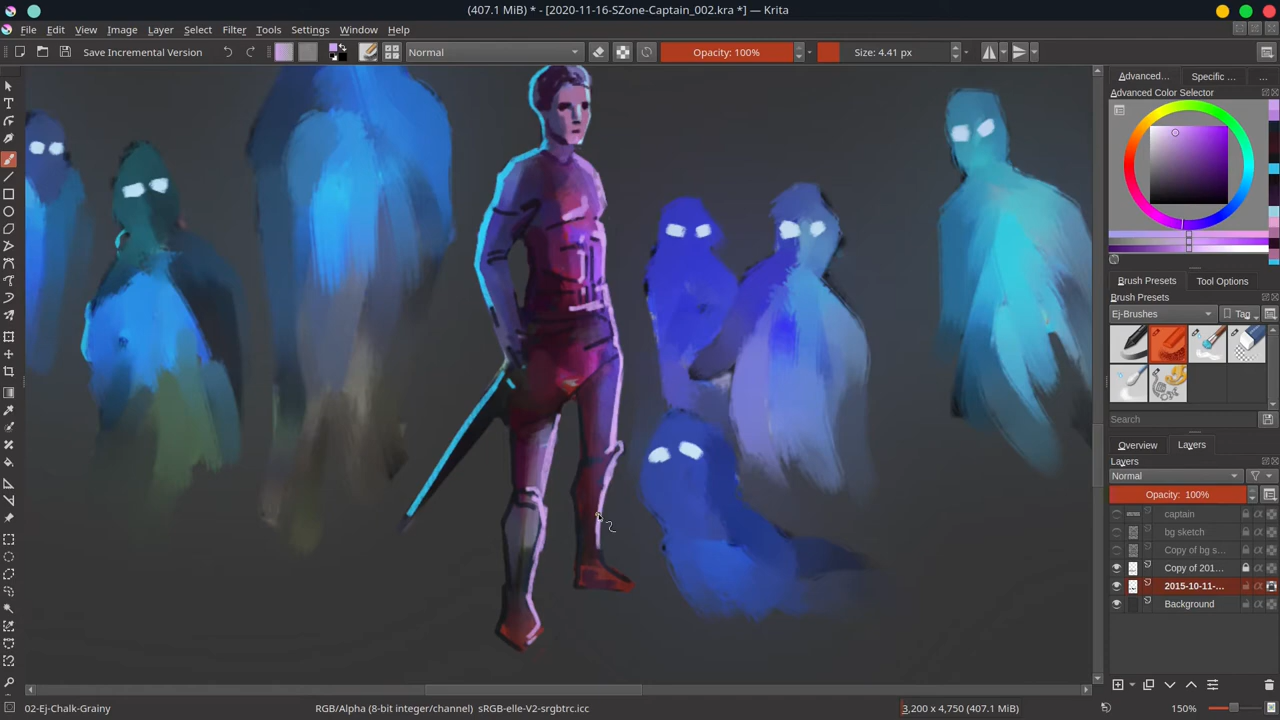 (407.1 MiB) * - [2020-11-16-SZone-Captain_002.kra *] — Krita
File Edit View Image Layer Select Filter Tools Settings Window Help
Save Incremental Version
Normal
Opacity: 100%
Size: 4.41 px
Advanced... Specific ... ...
Advanced Color Selector
Brush Presets Tool Options
Brush Presets
Ej-Brushes
Tag
Search
Overview Layers
Layers
Normal
Opacity: 100%
captain
bg sketch
Copy of bg s...
Copy of 201...
2015-10-11-...
Background
02-Ej-Chalk-Grainy
RGB/Alpha (8-bit integer/channel) sRGB-elle-V2-srgbtrc.icc
3,200 x 4,750 (407.1 MiB)
150%